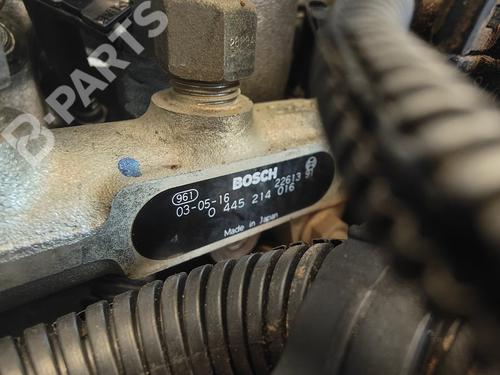 B-PARTS
961
BOSCH
03-05-16
22613 91
0 445 214 016
Made in Japan